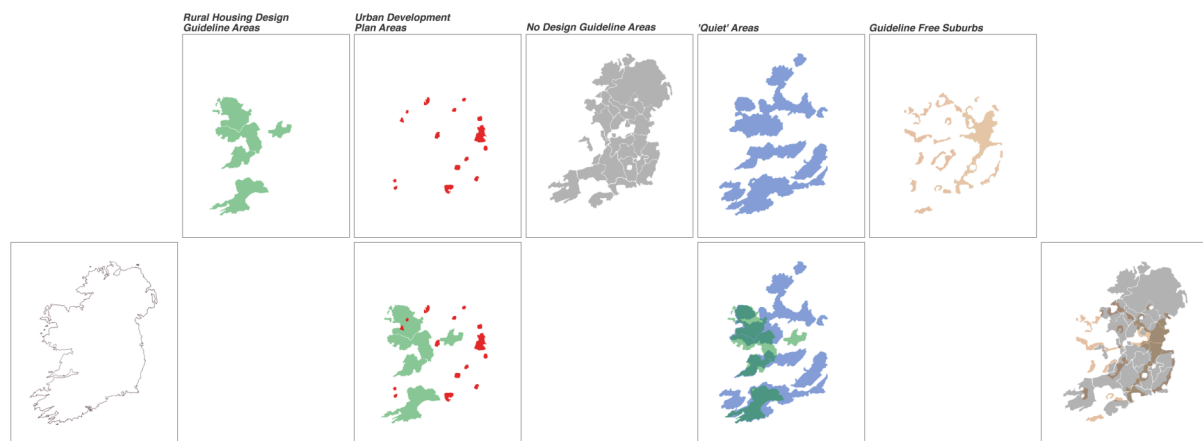 Rural Housing Design
Guideline Areas
Urban Development
Plan Areas
No Design Guideline Areas
'Quiet' Areas
Guideline Free Suburbs